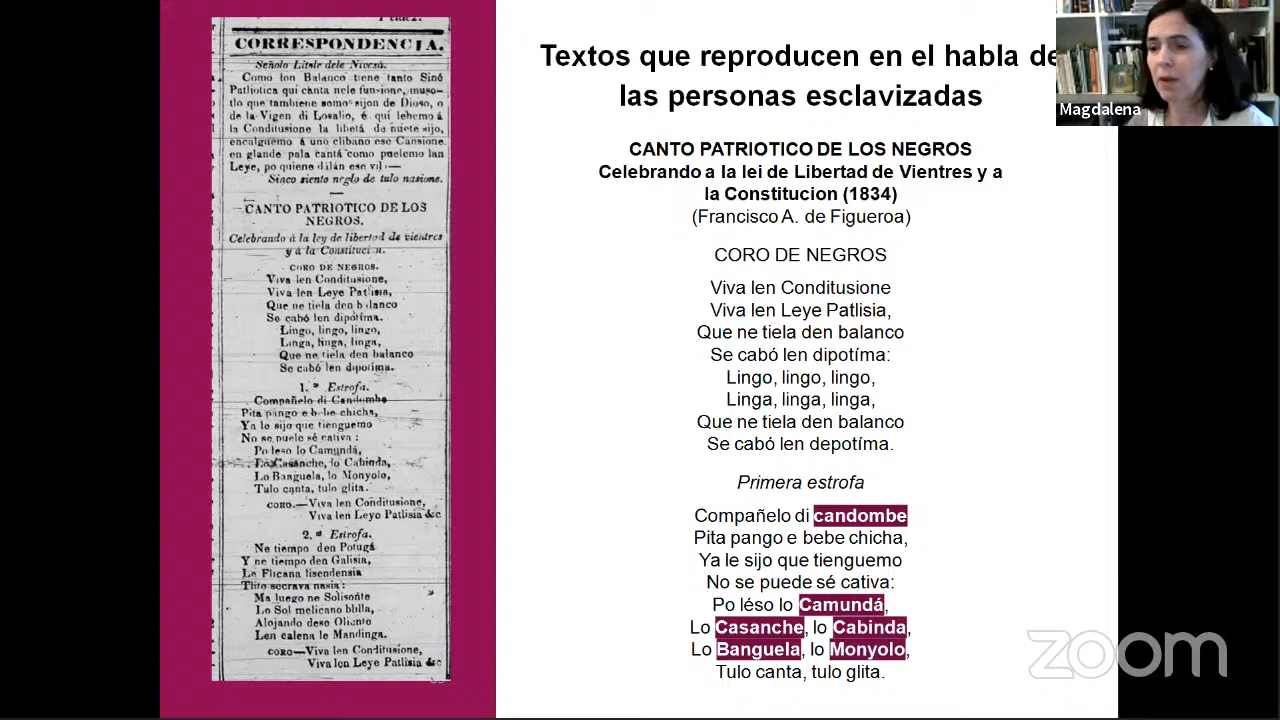 CORRESPONDENCIA.
Señolo Litole dele Nivesá.
Como lon Balanco tiene tanto Sinó
Patliotica qui canta nele funsione, muso-
tlo que tambiene somo sijon de Dioso, o
de la Vigen di Losalio, é qui lebemo á
la Conditusione la libetá de nuete sijo,
encalguemo á uno clibano ese Cansione.
en glande pala cantá como puelemo lan
Leye, po quiene dilán ese vil:—
Sinco siento neglo de tulo nasione.
CANTO PATRIOTICO DE LOS
NEGROS.
Celebrando á la ley de libertad de vientres
y á la Constitucion.
CORO DE NEGROS.
Viva len Conditusione,
Viva len Leye Patlisia,
Que ne tiela den balanco
Se cabó len dipotima.
Lingo, lingo, lingo,
Linga, linga, linga,
Que ne tiela den balanco
Se cabó len dipotima.
1.ª Estrofa.
Compañelo di Candombe
Pita pango e bebe chicha,
Ya le sijo que tienguemo
No se puele sé cativa:
Po leso lo Camundá,
Lo Casanche, lo Cabinda,
Lo Banguela, lo Monyolo,
Tulo canta, tulo glita.
CORO.—Viva len Conditusione,
Viva len Leye Patlisia &c
2.ª Estrofa.
Ne tiempo den Potugá
Y ne tiempo den Galisia,
Le Flicana lisendensia
Tlito secrava nasia:
Ma luego ne Solisonte
Lo Sol melicano blilla,
Alojando dese Oliente
Len calena le Mandinga.
CORO—Viva len Conditusione,
Viva len Leye Patlisia &c
Textos que reproducen en el habla de
las personas esclavizadas
CANTO PATRIOTICO DE LOS NEGROS
Celebrando a la lei de Libertad de Vientres y a
la Constitucion (1834)
(Francisco A. de Figueroa)
CORO DE NEGROS
Viva len Conditusione
Viva len Leye Patlisia,
Que ne tiela den balanco
Se cabó len dipotíma:
Lingo, lingo, lingo,
Linga, linga, linga,
Que ne tiela den balanco
Se cabó len depotíma.
Primera estrofa
Compañelo di candombe
Pita pango e bebe chicha,
Ya le sijo que tienguemo
No se puede sé cativa:
Po léso lo Camundá,
Lo Casanche, lo Cabinda,
Lo Banguela, lo Monyolo,
Tulo canta, tulo glita.
Magdalena
zoom